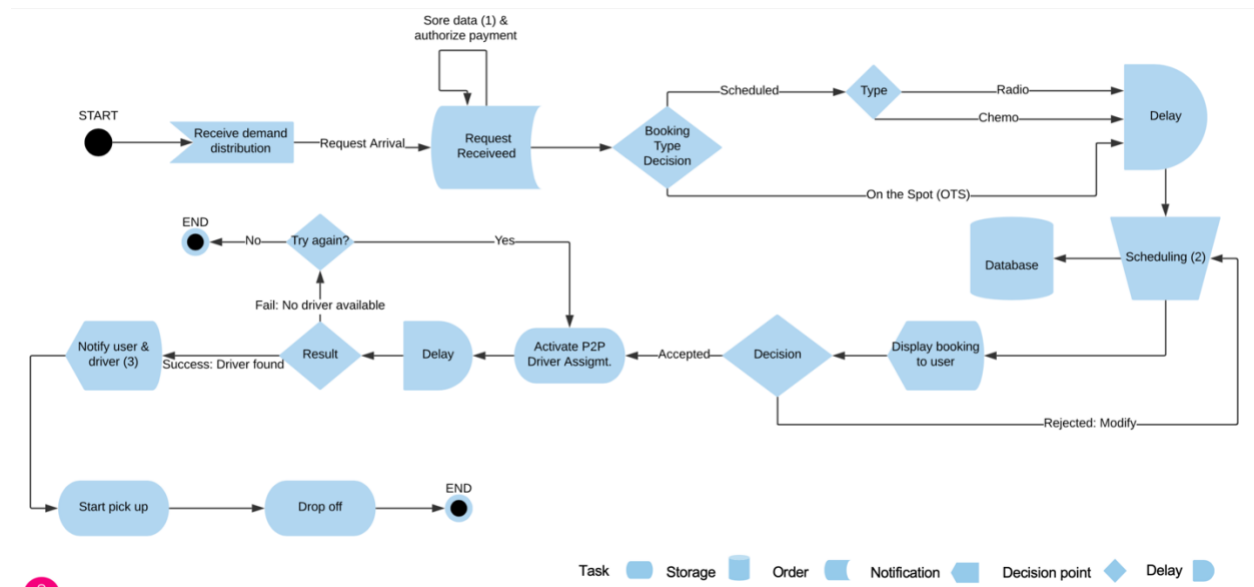 Sore data (1) &
authorize payment
START
Receive demand
distribution
Request Arrival
Request
Receiveed
Booking
Type
Decision
Scheduled
Type
Radio
Chemo
On the Spot (OTS)
Delay
Scheduling (2)
Database
Display booking
to user
Decision
Rejected: Modify
Accepted
Activate P2P
Driver Assigmt.
Delay
Result
Fail: No driver available
Try again?
Yes
No
END
Success: Driver found
Notify user &
driver (3)
Start pick up
Drop off
END
Task
Storage
Order
Notification
Decision point
Delay